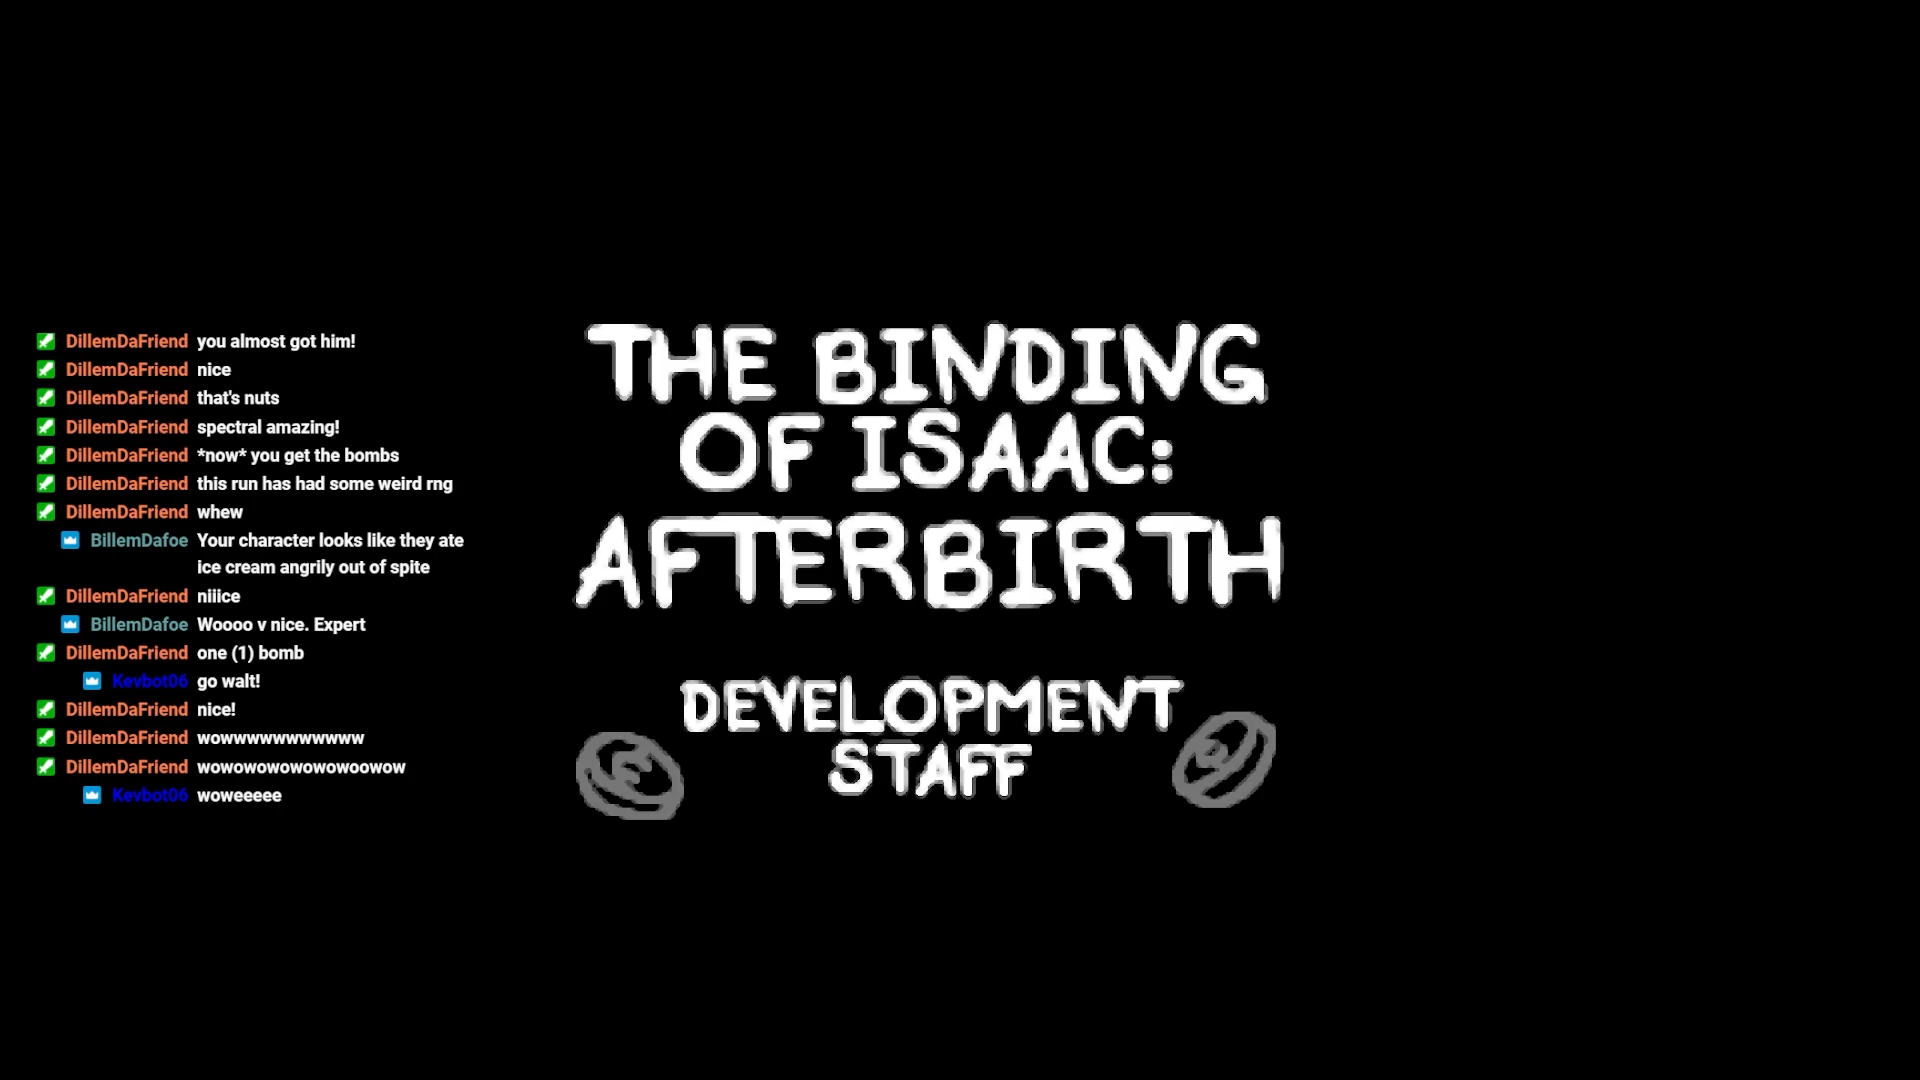 DillemDaFriend you almost got him!
DillemDaFriend nice
DillemDaFriend that's nuts
DillemDaFriend spectral amazing!
DillemDaFriend *now* you get the bombs
DillemDaFriend this run has had some weird rng
DillemDaFriend whew
BillemDafoe Your character looks like they ate
ice cream angrily out of spite
DillemDaFriend niiice
BillemDafoe Woooo v nice. Expert
DillemDaFriend one (1) bomb
Kevbot06 go walt!
DillemDaFriend nice!
DillemDaFriend wowwwwwwwwwww
DillemDaFriend wowowowowowowoowow
Kevbot06 woweeeee
THE BINDING
OF ISAAC:
AFTERBIRTH
DEVELOPMENT
STAFF